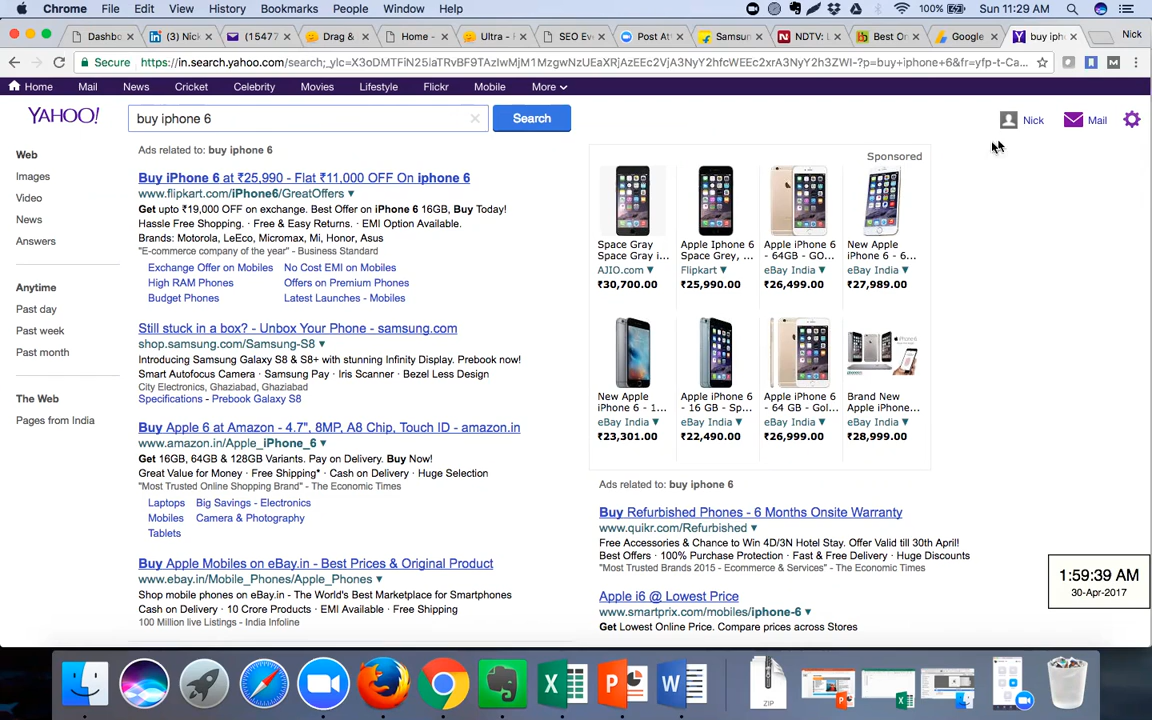 Chrome File Edit View History Bookmarks People Window Help 100% Sun 11:29 AM
Dashbo (3) Nick (15477 Drag & Home - Ultra - SEO Ev Post Att Samsun NDTV: L Best On Google buy iph Nick
Secure https://in.search.yahoo.com/search;_ylc=X3oDMTFiN25laTRvBF9TAzIwMjM1MzgwNzUEaXRjAzEEc2VjA3NyY2hfcWEEc2xrA3NyY2h3ZWI-?p=buy+iphone+6&fr=yfp-t-Ca...
Home Mail News Cricket Celebrity Movies Lifestyle Flickr Mobile More
YAHOO! buy iphone 6 Search Nick Mail
Web
Images
Video
News
Answers
Anytime
Past day
Past week
Past month
The Web
Pages from India
Ads related to: buy iphone 6
Buy iPhone 6 at ₹25,990 - Flat ₹11,000 OFF On iphone 6
www.flipkart.com/iPhone6/GreatOffers
Get upto ₹19,000 OFF on exchange. Best Offer on iPhone 6 16GB, Buy Today!
Hassle Free Shopping. · Free & Easy Returns. · EMI Option Available.
Brands: Motorola, LeEco, Micromax, Mi, Honor, Asus
"E-commerce company of the year" - Business Standard
Exchange Offer on Mobiles No Cost EMI on Mobiles
High RAM Phones Offers on Premium Phones
Budget Phones Latest Launches - Mobiles
Still stuck in a box? - Unbox Your Phone - samsung.com
shop.samsung.com/Samsung-S8
Introducing Samsung Galaxy S8 & S8+ with stunning Infinity Display. Prebook now!
Smart Autofocus Camera · Samsung Pay · Iris Scanner · Bezel Less Design
City Electronics, Ghaziabad, Ghaziabad
Specifications - Prebook Galaxy S8
Buy Apple 6 at Amazon - 4.7", 8MP, A8 Chip, Touch ID - amazon.in
www.amazon.in/Apple_iPhone_6
Get 16GB, 64GB & 128GB Variants. Pay on Delivery. Buy Now!
Great Value for Money · Free Shipping* · Cash on Delivery · Huge Selection
"Most Trusted Online Shopping Brand" - The Economic Times
Laptops Big Savings - Electronics
Mobiles Camera & Photography
Tablets
Buy Apple Mobiles on eBay.in - Best Prices & Original Product
www.ebay.in/Mobile_Phones/Apple_Phones
Shop mobile phones on eBay.in - The World's Best Marketplace for Smartphones
Cash on Delivery · 10 Crore Products · EMI Available · Free Shipping
100 Million live Listings - India Infoline
Sponsored
Space Gray Apple Iphone 6 Apple iPhone 6 New Apple
Space Gray i... Space Grey, ... - 64GB - GO... iPhone 6 - 6...
AJIO.com Flipkart eBay India eBay India
₹30,700.00 ₹25,990.00 ₹26,499.00 ₹27,989.00
New Apple Apple iPhone 6 Apple iPhone 6 Brand New
iPhone 6 - 1... - 16 GB - Sp... - 64 GB - Gol... Apple iPhone...
eBay India eBay India eBay India eBay India
₹23,301.00 ₹22,490.00 ₹26,999.00 ₹28,999.00
Ads related to: buy iphone 6
Buy Refurbished Phones - 6 Months Onsite Warranty
www.quikr.com/Refurbished
Free Accessories & Chance to Win 4D/3N Hotel Stay. Offer Valid till 30th April!
Best Offers · 100% Purchase Protection · Fast & Free Delivery · Huge Discounts
"Most Trusted Brands 2015 - Ecommerce & Services" - The Economic Times
Apple i6 @ Lowest Price
www.smartprix.com/mobiles/iphone-6
Get Lowest Online Price. Compare prices across Stores
1:59:39 AM
30-Apr-2017
ZIP